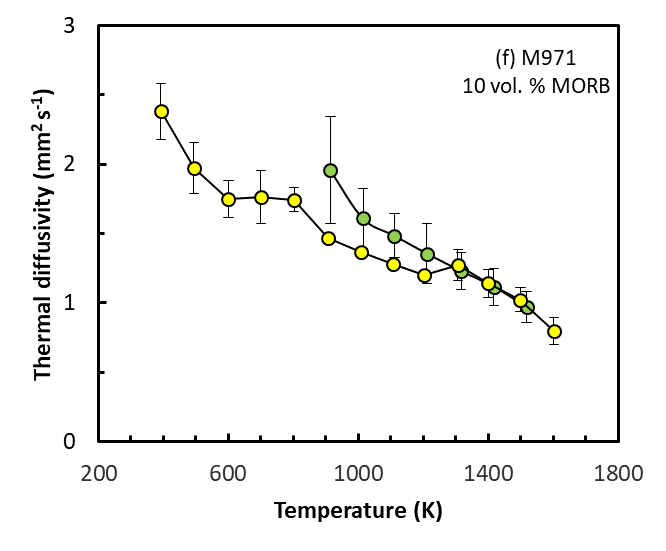 3
2
1
0
Thermal diffusivity (mm² s⁻¹)
(f) M971
10 vol. % MORB
200 600 1000 1400 1800
Temperature (K)